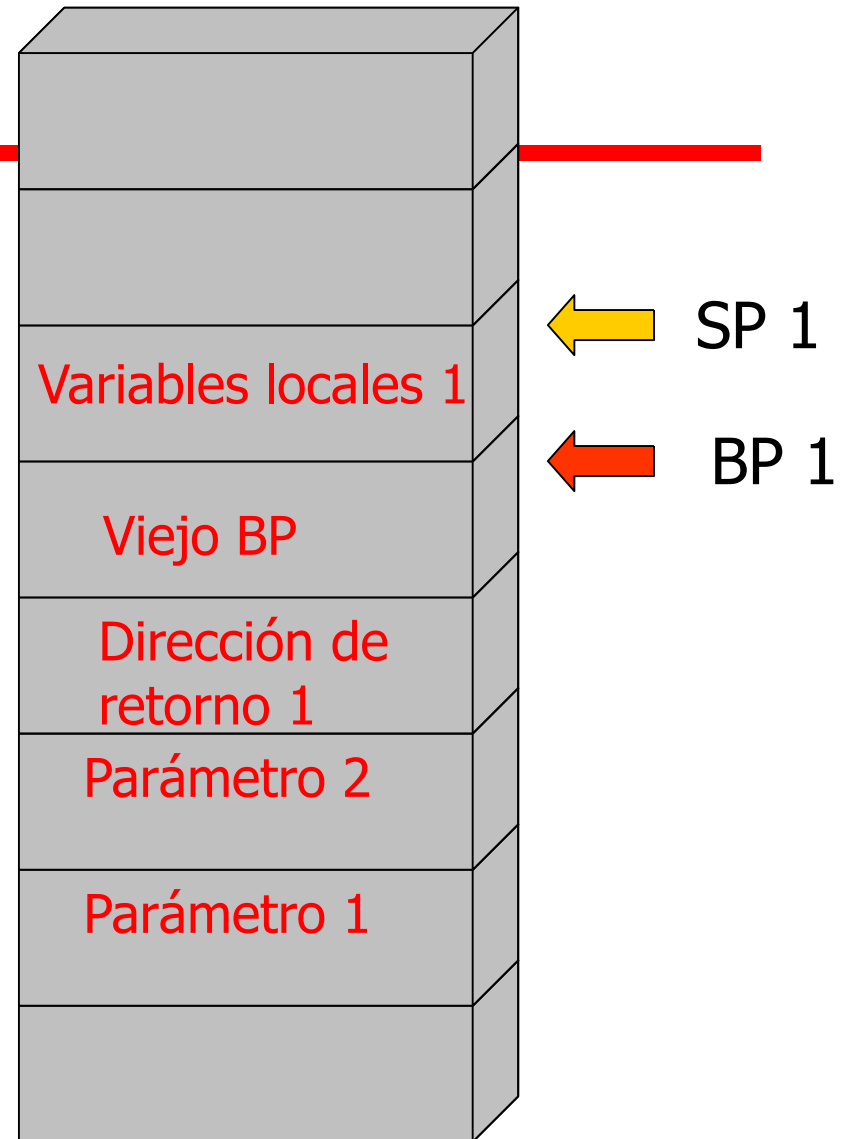 SP 1
Variables locales 1
BP 1
Viejo BP
Dirección de
retorno 1
Parámetro 2
Parámetro 1